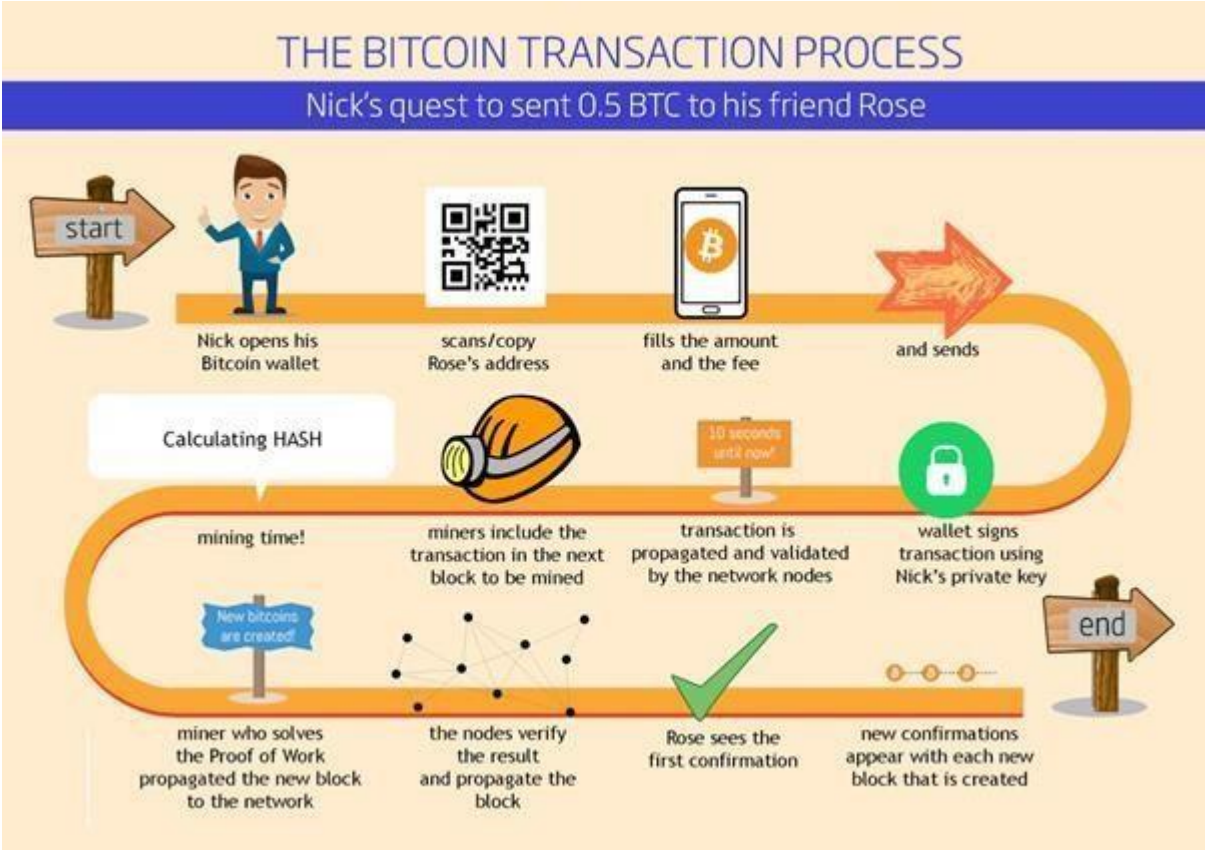 THE BITCOIN TRANSACTION PROCESS
Nick's quest to sent 0.5 BTC to his friend Rose
start
Nick opens his
Bitcoin wallet
scans/copy
Rose's address
fills the amount
and the fee
and sends
wallet signs
transaction using
Nick's private key
10 seconds
until now!
transaction is
propagated and validated
by the network nodes
miners include the
transaction in the next
block to be mined
Calculating HASH
mining time!
New bitcoins
are created!
miner who solves
the Proof of Work
propagated the new block
to the network
the nodes verify
the result
and propagate the
block
Rose sees the
first confirmation
new confirmations
appear with each new
block that is created
end